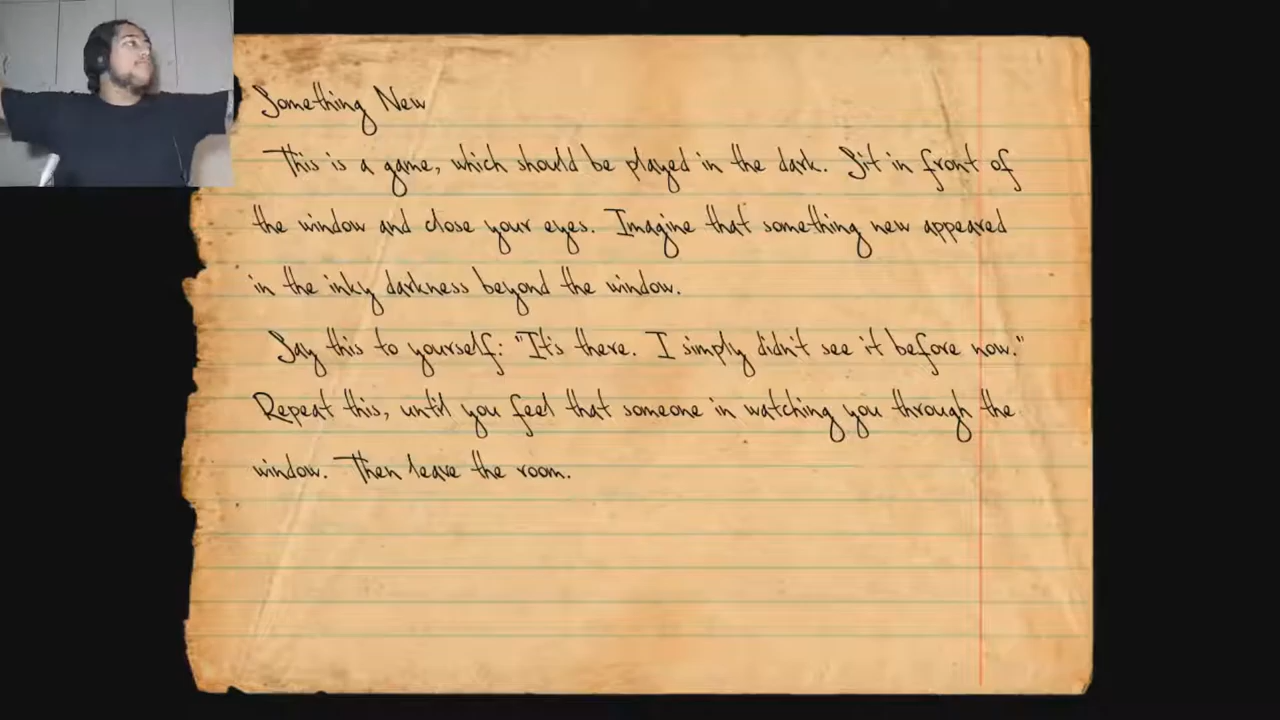 Something New
This is a game, which should be played in the dark. Sit in front of
the window and close your eyes. Imagine that something new appeared
in the inky darkness beyond the window.
Say this to yourself: "It's there. I simply didn't see it before now."
Repeat this, until you feel that someone in watching you through the
window. Then leave the room.